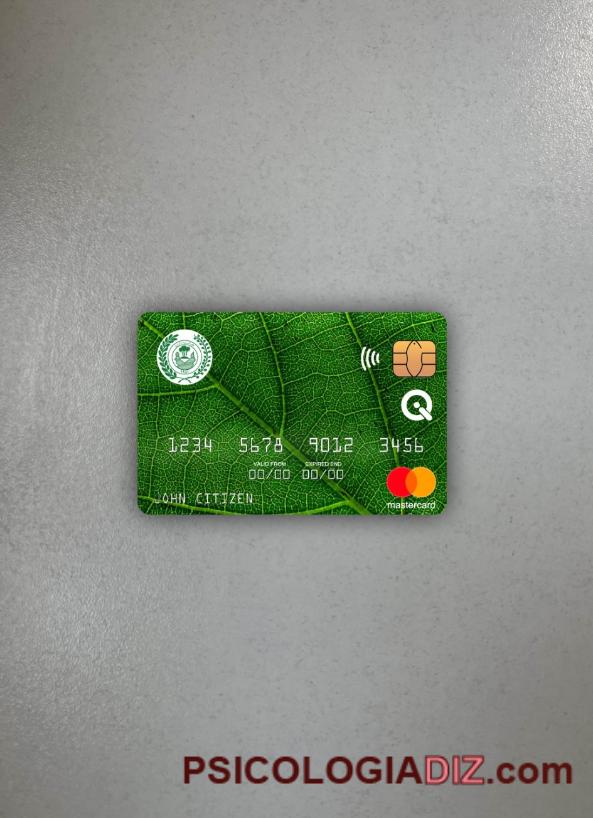 1234 5678 9012 3456
VALID FROM EXPIRES END
00/00 00/00
JOHN CITIZEN
mastercard
PSICOLOGIADIZ.com